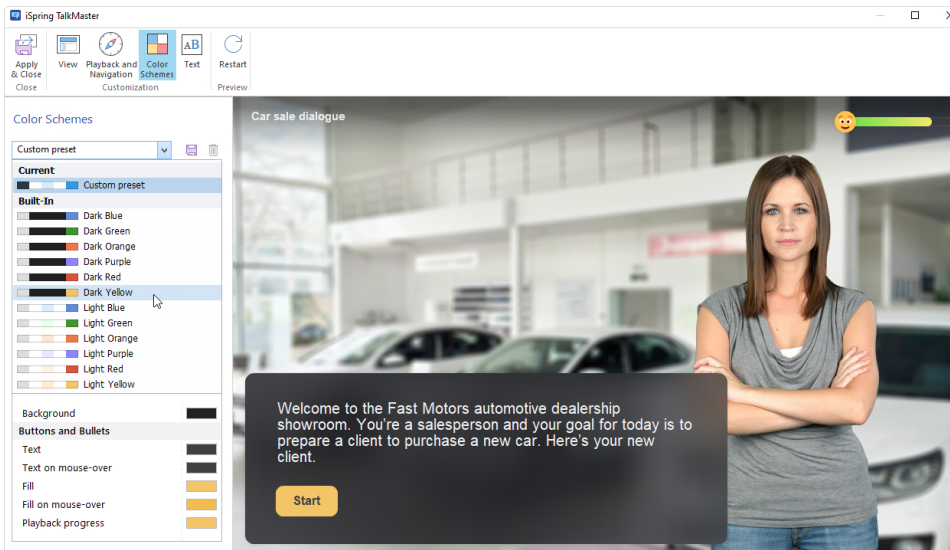 iSpring TalkMaster
Apply
& Close
View
Playback and
Navigation
Color
Schemes
AB
Text
Restart
Close
Customization
Preview
Color Schemes
Custom preset
Current
Custom preset
Built-In
Dark Blue
Dark Green
Dark Orange
Dark Purple
Dark Red
Dark Yellow
Light Blue
Light Green
Light Orange
Light Purple
Light Red
Light Yellow
Background
Buttons and Bullets
Text
Text on mouse-over
Fill
Fill on mouse-over
Playback progress
Car sale dialogue
Welcome to the Fast Motors automotive dealership
showroom. You're a salesperson and your goal for today is to
prepare a client to purchase a new car. Here's your new
client.
Start